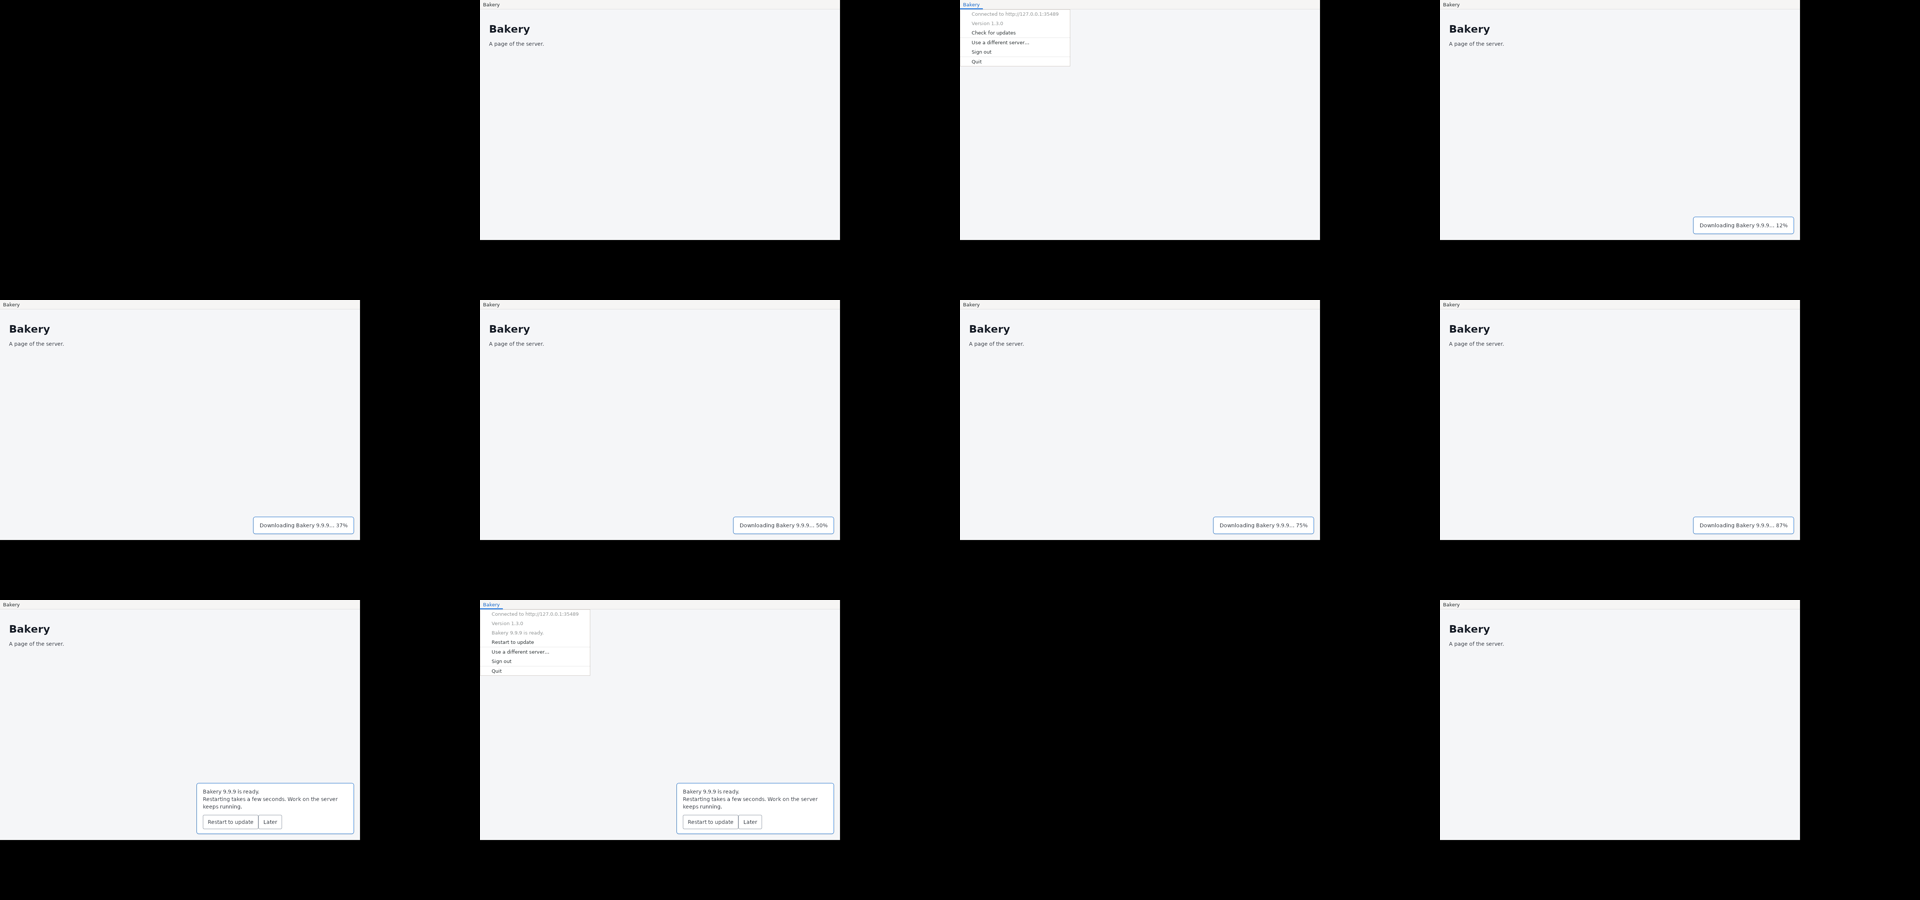 Bakery
Bakery
A page of the server.
Bakery
Connected to http://127.0.0.1:35489
Version 1.3.0
Check for updates
Use a different server...
Sign out
Quit
Bakery
Bakery
A page of the server.
Downloading Bakery 9.9.9... 12%
Bakery
Bakery
A page of the server.
Downloading Bakery 9.9.9... 37%
Bakery
Bakery
A page of the server.
Downloading Bakery 9.9.9... 50%
Bakery
Bakery
A page of the server.
Downloading Bakery 9.9.9... 75%
Bakery
Bakery
A page of the server.
Downloading Bakery 9.9.9... 87%
Bakery
Bakery
A page of the server.
Bakery 9.9.9 is ready.
Restarting takes a few seconds. Work on the server
keeps running.
Restart to update
Later
Bakery
Connected to http://127.0.0.1:35489
Version 1.3.0
Bakery 9.9.9 is ready.
Restart to update
Use a different server...
Sign out
Quit
Bakery 9.9.9 is ready.
Restarting takes a few seconds. Work on the server
keeps running.
Restart to update
Later
Bakery
Bakery
A page of the server.